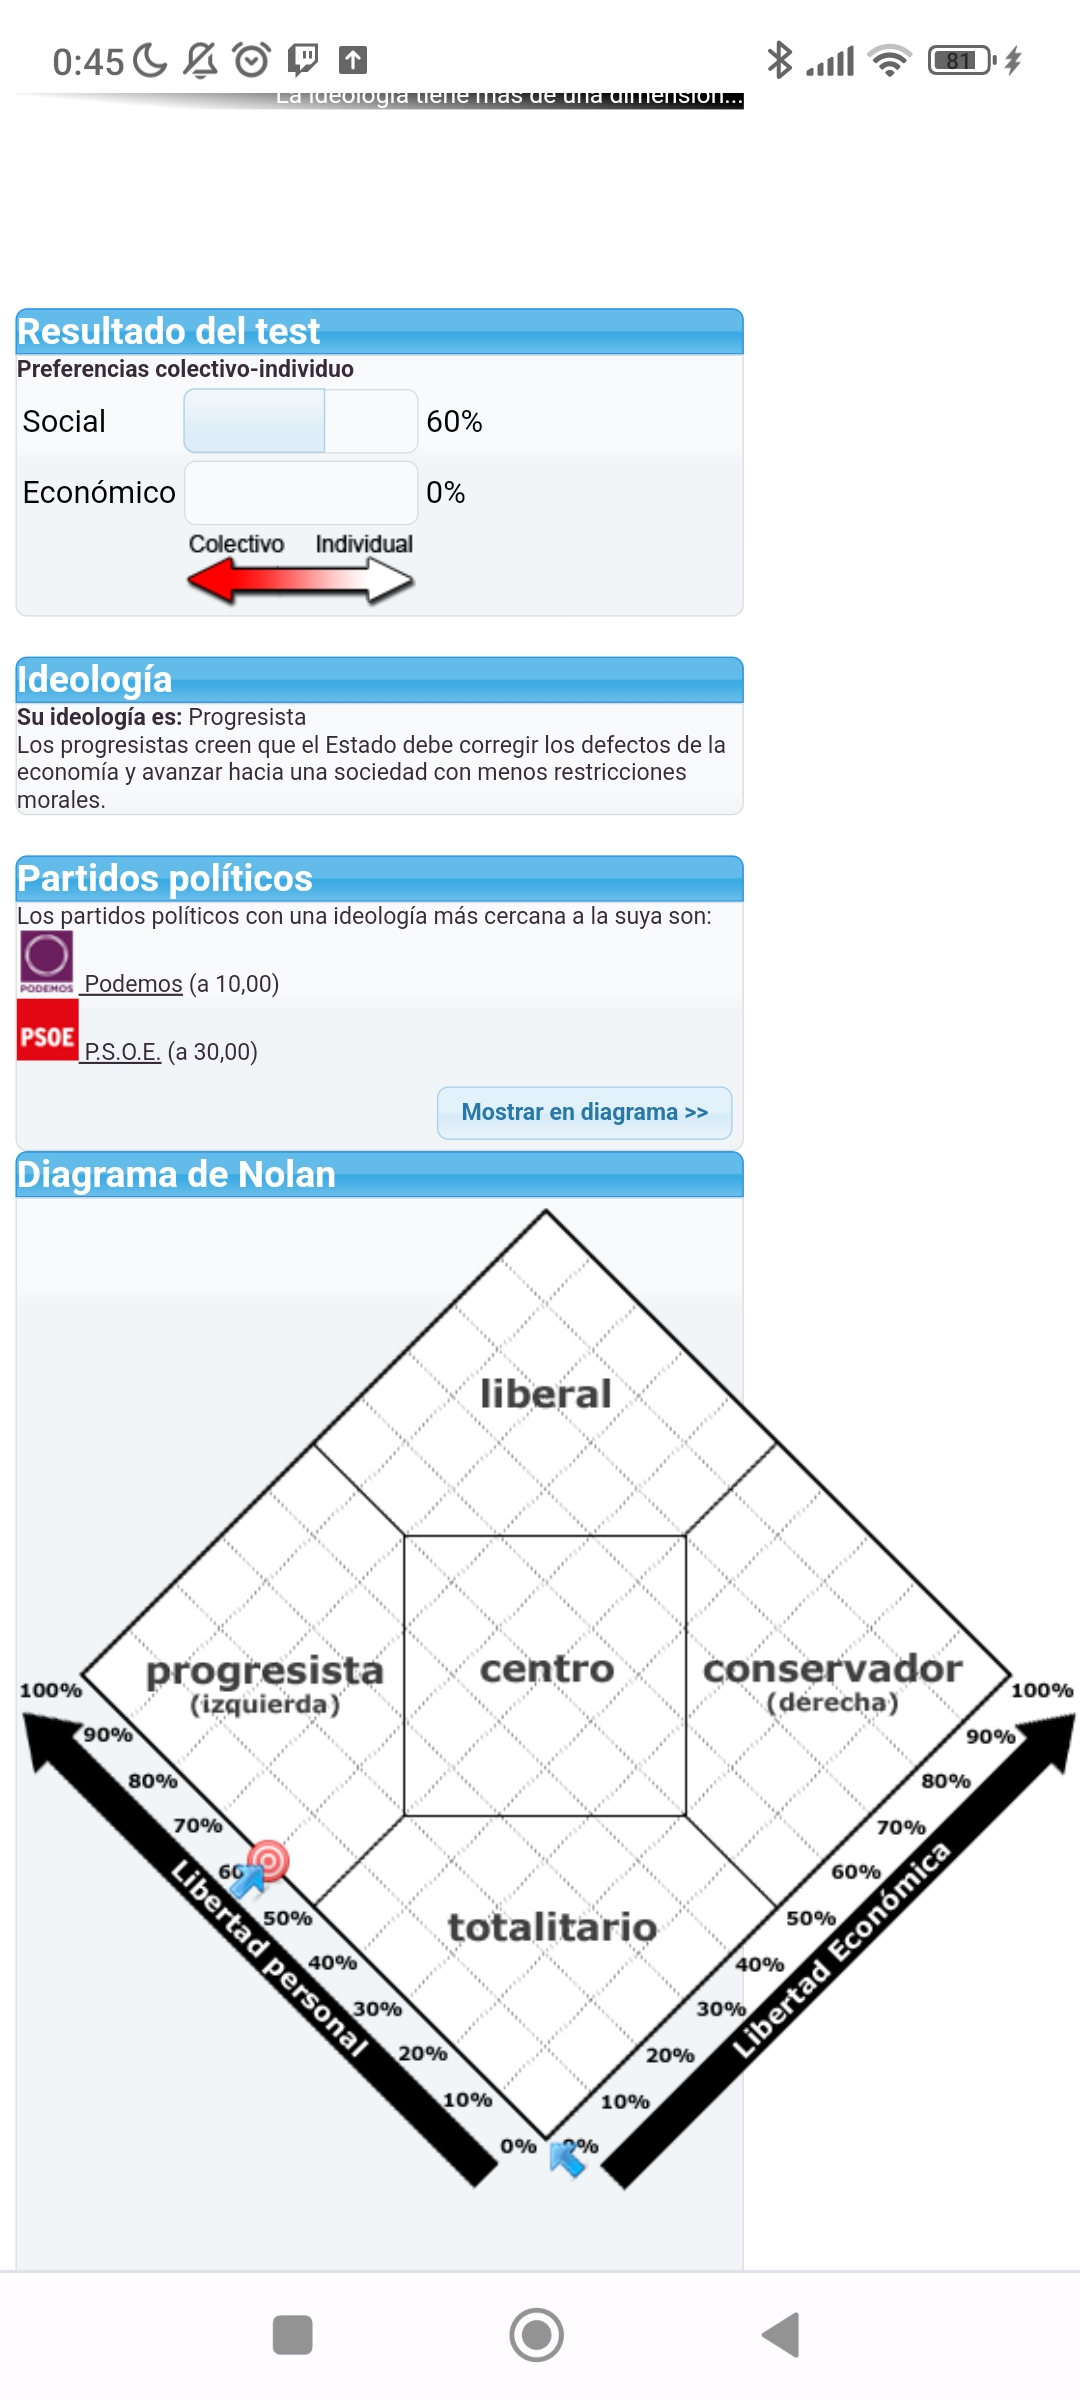 0:45
81
La ideología tiene más de una dimensión...
Resultado del test
Preferencias colectivo-individuo
Social 60%
Económico 0%
Colectivo Individual
Ideología
Su ideología es: Progresista
Los progresistas creen que el Estado debe corregir los defectos de la
economía y avanzar hacia una sociedad con menos restricciones
morales.
Partidos políticos
Los partidos políticos con una ideología más cercana a la suya son:
PODEMOS
Podemos (a 10,00)
PSOE
P.S.O.E. (a 30,00)
Mostrar en diagrama >>
Diagrama de Nolan
liberal
progresista
(izquierda)
centro
conservador
(derecha)
totalitario
100%
90%
80%
70%
60
50%
40%
30%
20%
10%
0%
Libertad personal
100%
90%
80%
70%
60%
50%
40%
30%
20%
10%
%
Libertad Económica